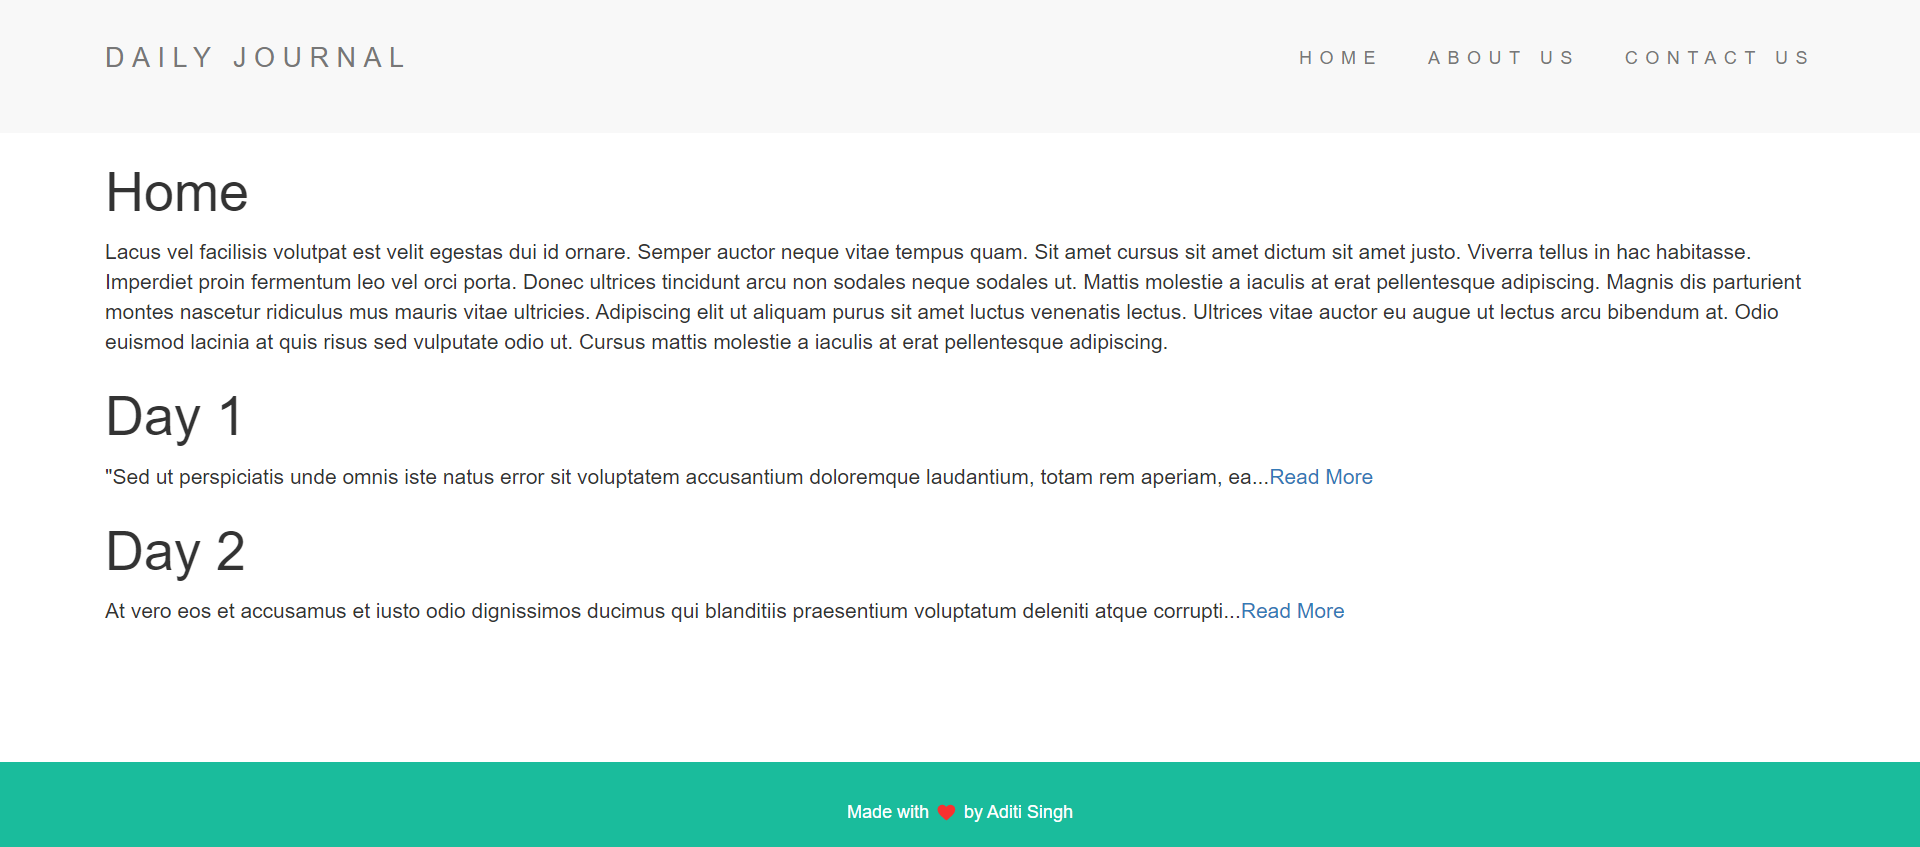 DAILY JOURNAL
HOME ABOUT US CONTACT US
Home
Lacus vel facilisis volutpat est velit egestas dui id ornare. Semper auctor neque vitae tempus quam. Sit amet cursus sit amet dictum sit amet justo. Viverra tellus in hac habitasse.
Imperdiet proin fermentum leo vel orci porta. Donec ultrices tincidunt arcu non sodales neque sodales ut. Mattis molestie a iaculis at erat pellentesque adipiscing. Magnis dis parturient
montes nascetur ridiculus mus mauris vitae ultricies. Adipiscing elit ut aliquam purus sit amet luctus venenatis lectus. Ultrices vitae auctor eu augue ut lectus arcu bibendum at. Odio
euismod lacinia at quis risus sed vulputate odio ut. Cursus mattis molestie a iaculis at erat pellentesque adipiscing.
Day 1
"Sed ut perspiciatis unde omnis iste natus error sit voluptatem accusantium doloremque laudantium, totam rem aperiam, ea...Read More
Day 2
At vero eos et accusamus et iusto odio dignissimos ducimus qui blanditiis praesentium voluptatum deleniti atque corrupti...Read More
Made with ❤ by Aditi Singh